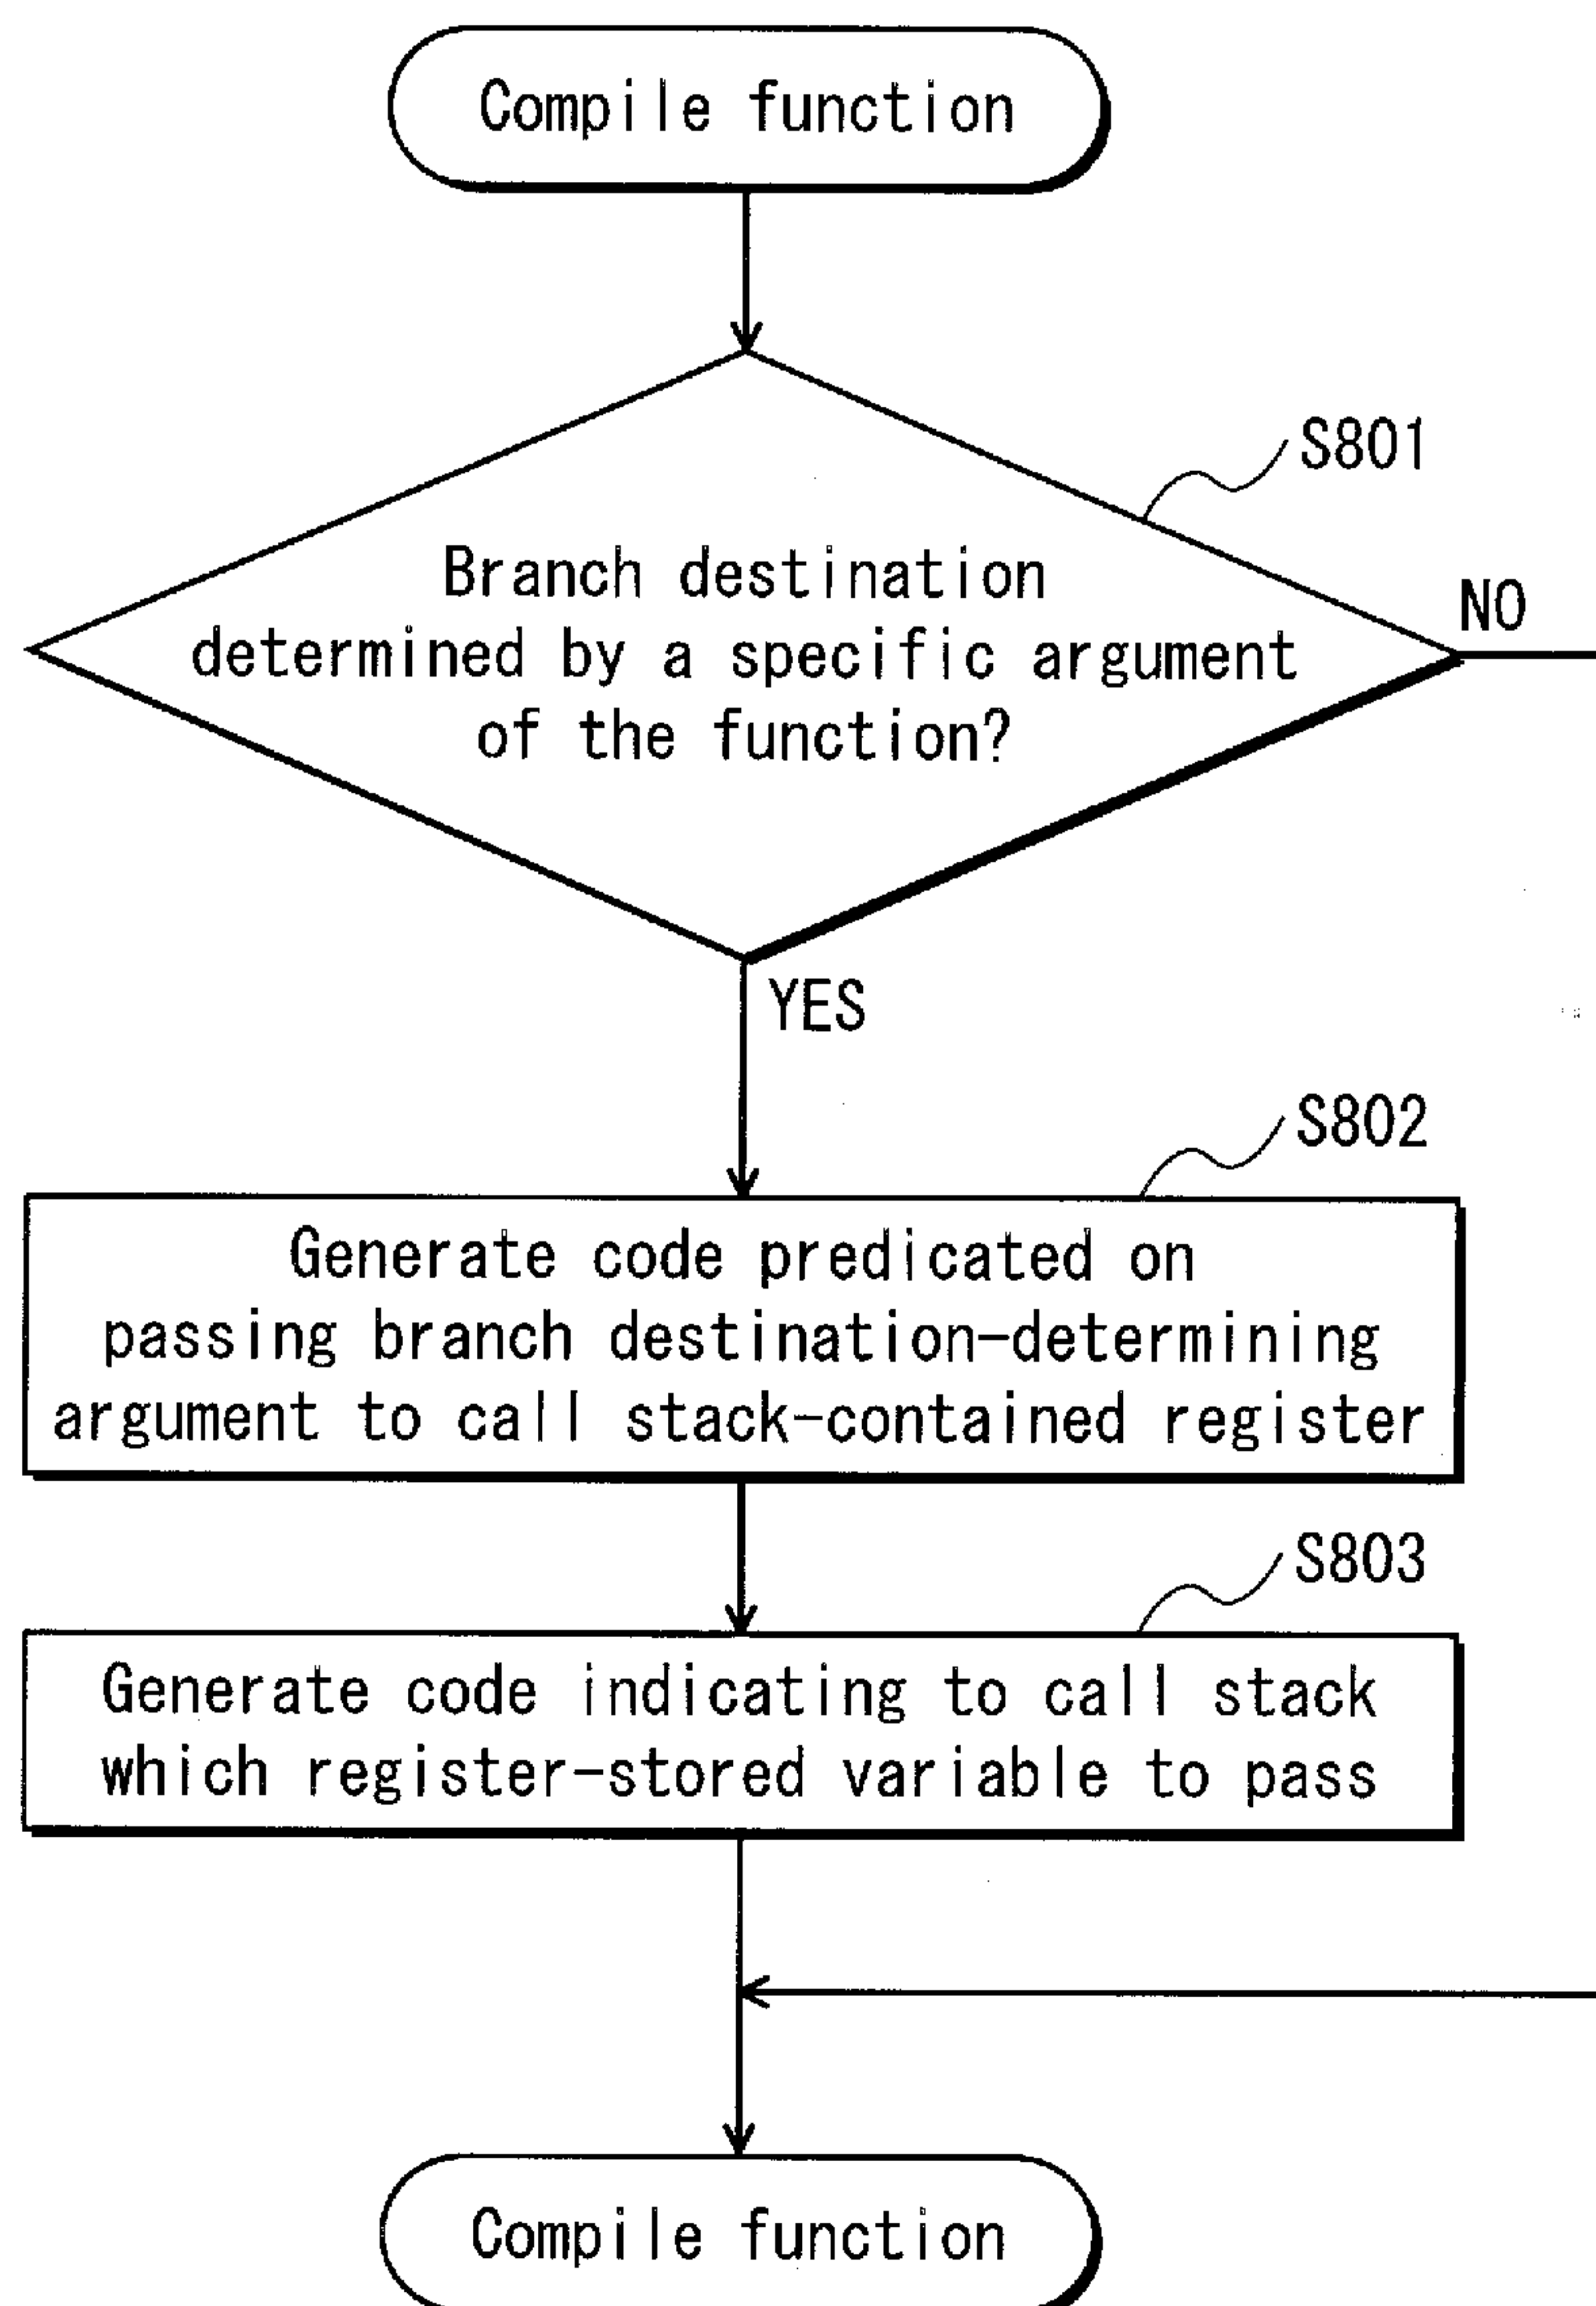 Compile function
S801
Branch destination
determined by a specific argument
of the function?
NO
YES
S802
Generate code predicated on
passing branch destination-determining
argument to call stack-contained register
S803
Generate code indicating to call stack
which register-stored variable to pass
Compile function